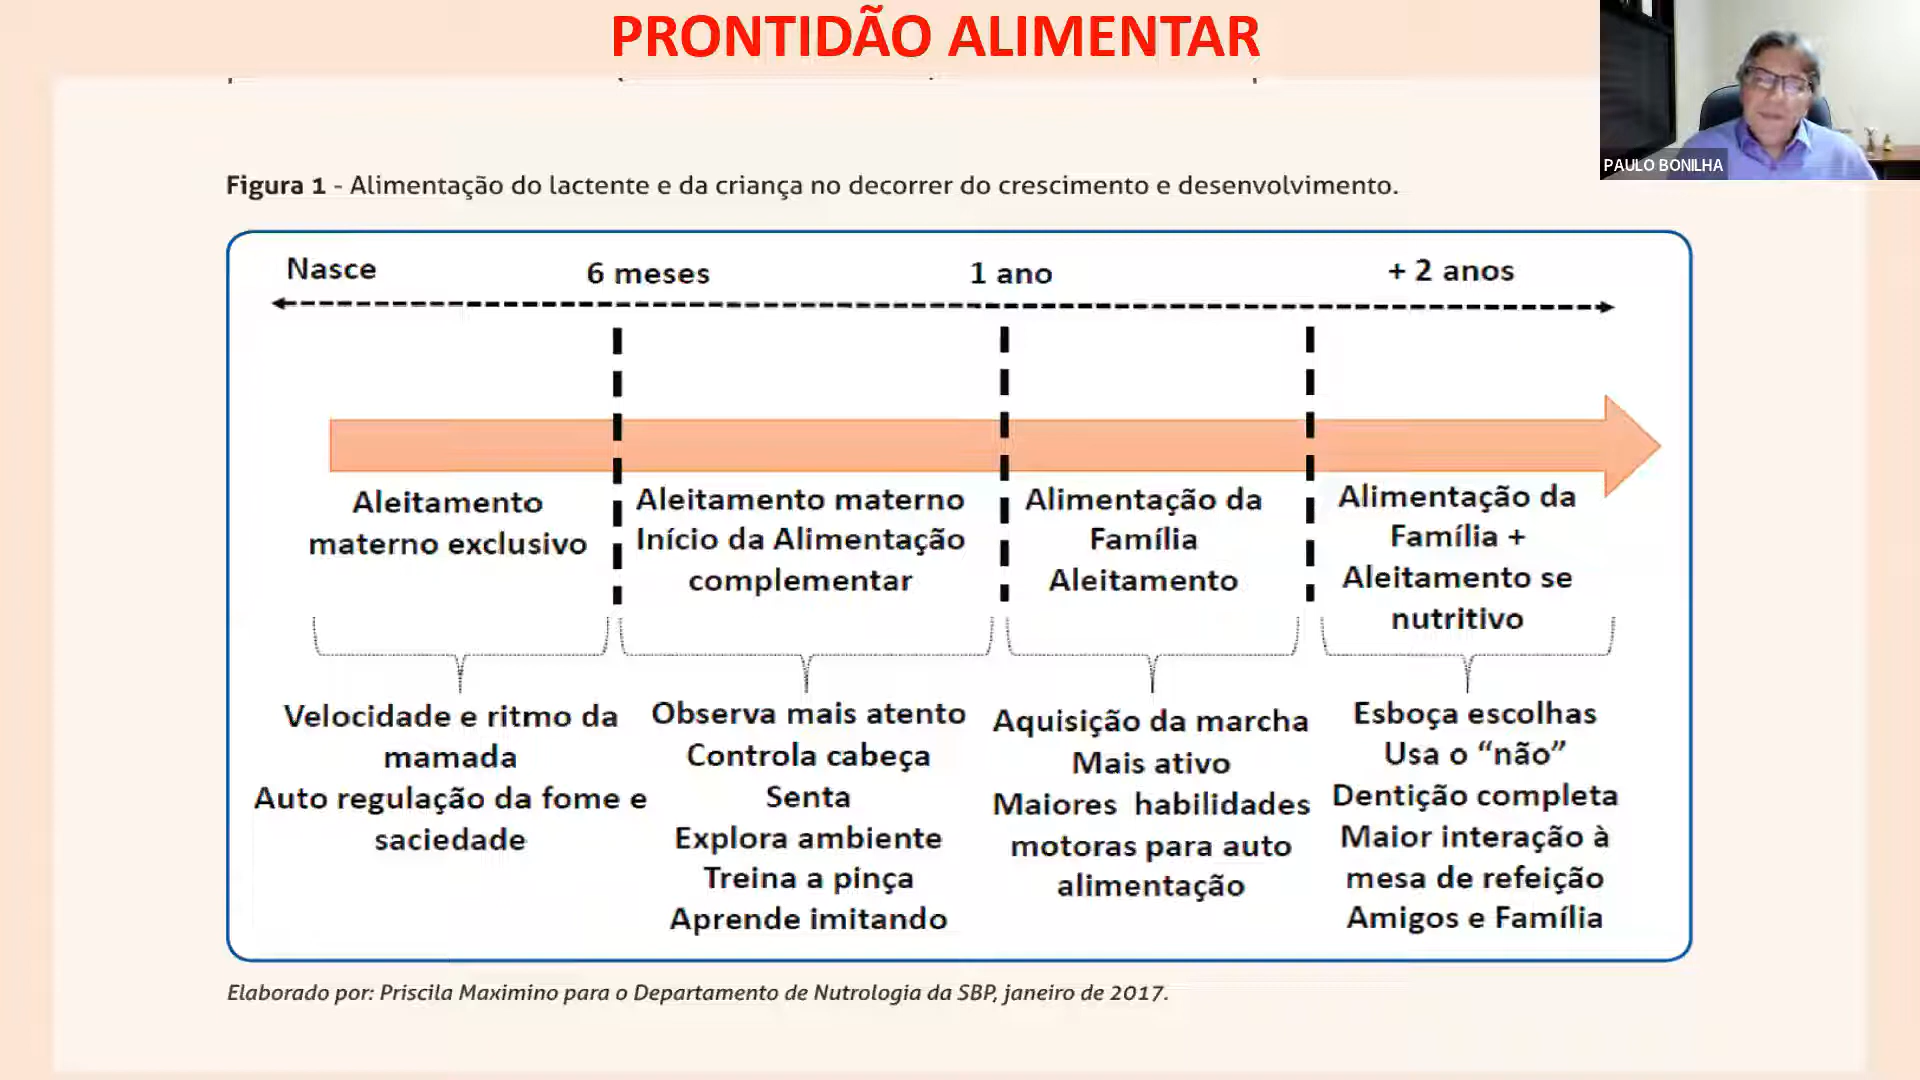 PRONTIDÃO ALIMENTAR
PAULO BONILHA
Figura 1 - Alimentação do lactente e da criança no decorrer do crescimento e desenvolvimento.
Nasce
6 meses
1 ano
+ 2 anos
Aleitamento
materno exclusivo
Aleitamento materno
Início da Alimentação
complementar
Alimentação da
Família
Aleitamento
Alimentação da
Família +
Aleitamento se
nutritivo
Velocidade e ritmo da
mamada
Auto regulação da fome e
saciedade
Observa mais atento
Controla cabeça
Senta
Explora ambiente
Treina a pinça
Aprende imitando
Aquisição da marcha
Mais ativo
Maiores habilidades
motoras para auto
alimentação
Esboça escolhas
Usa o “não”
Dentição completa
Maior interação à
mesa de refeição
Amigos e Família
Elaborado por: Priscila Maximino para o Departamento de Nutrologia da SBP, janeiro de 2017.